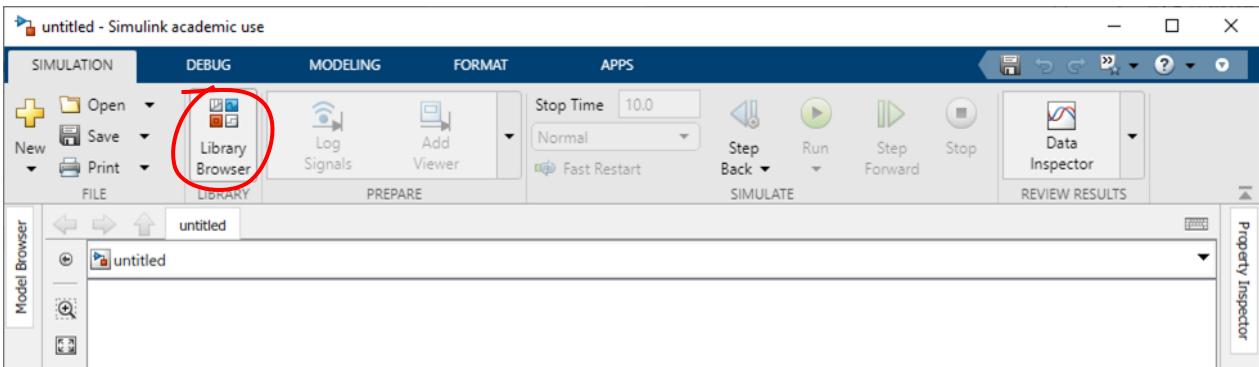 untitled - Simulink academic use
SIMULATION DEBUG MODELING FORMAT APPS
New
Open
Save
Print
FILE
Library
Browser
LIBRARY
Log
Signals
Add
Viewer
PREPARE
Stop Time 10.0
Normal
Fast Restart
Step
Back
Run
Step
Forward
Stop
SIMULATE
Data
Inspector
REVIEW RESULTS
Model Browser
untitled
untitled
Property Inspector